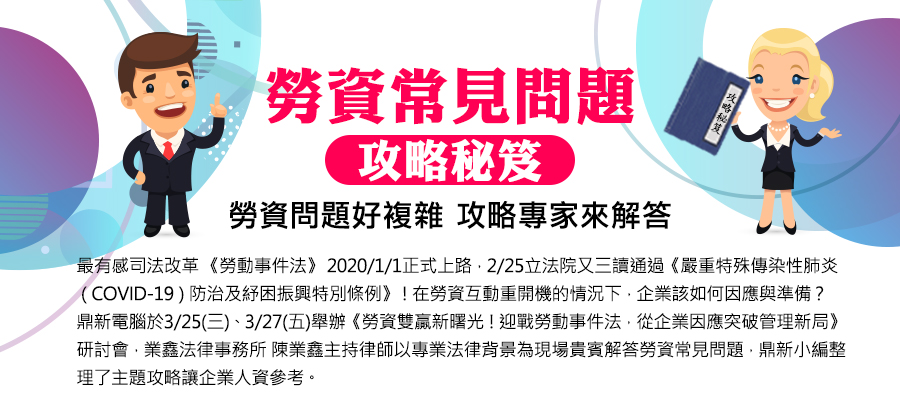 勞資常見問題
攻略秘笈
攻略秘笈
勞資問題好複雜 攻略專家來解答
最有感司法改革《勞動事件法》2020/1/1正式上路，2/25立法院又三讀通過《嚴重特殊傳染性肺炎
（COVID-19）防治及紓困振興特別條例》！在勞資互動重開機的情況下，企業該如何因應與準備？
鼎新電腦於3/25(三)、3/27(五)舉辦《勞資雙贏新曙光！迎戰勞動事件法，從企業因應突破管理新局》
研討會，業鑫法律事務所 陳業鑫主持律師以專業法律背景為現場貴賓解答勞資常見問題，鼎新小編整
理了主題攻略讓企業人資參考。